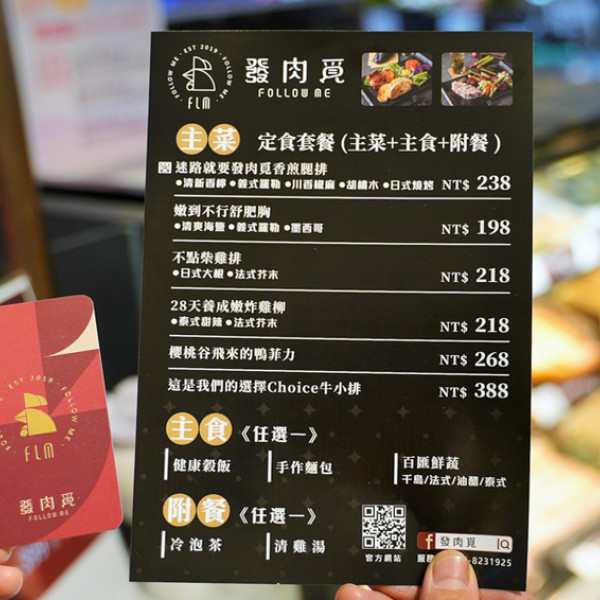 FOLLOW ME · EST 2019 · FOLLOW ME
FLM
發肉覓
FOLLOW ME
主菜 定食套餐 (主菜+主食+附餐)
迷路就要發肉覓香煎腿排
●清新香檸 ●義式羅勒 ●川香椒麻 ●胡椒木 ●日式燒烤 NT$ 238
嫩到不行舒肥胸
●清爽海鹽 ●義式羅勒 ●墨西哥 NT$ 198
不點柴雞排
●日式大根 ●法式芥末 NT$ 218
28天養成嫩炸雞柳
●泰式甜辣 ●法式芥末 NT$ 218
櫻桃谷飛來的鴨菲力 NT$ 268
這是我們的選擇Choice牛小排 NT$ 388
主食《任選一》
健康穀飯 手作麵包 百匯鮮蔬
千島/法式/油醋/泰式
附餐《任選一》
冷泡茶 清雞湯
官方網站
f 發肉覓
服務 -8231925
EST 2019 · FOLLOW ME
FLM
發肉覓
FOLLOW ME